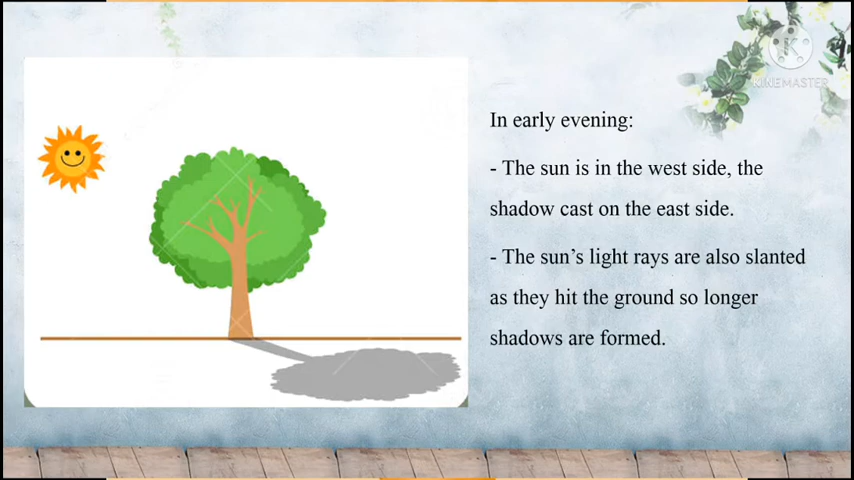 KINEMASTER
In early evening:
- The sun is in the west side, the
shadow cast on the east side.
- The sun’s light rays are also slanted
as they hit the ground so longer
shadows are formed.